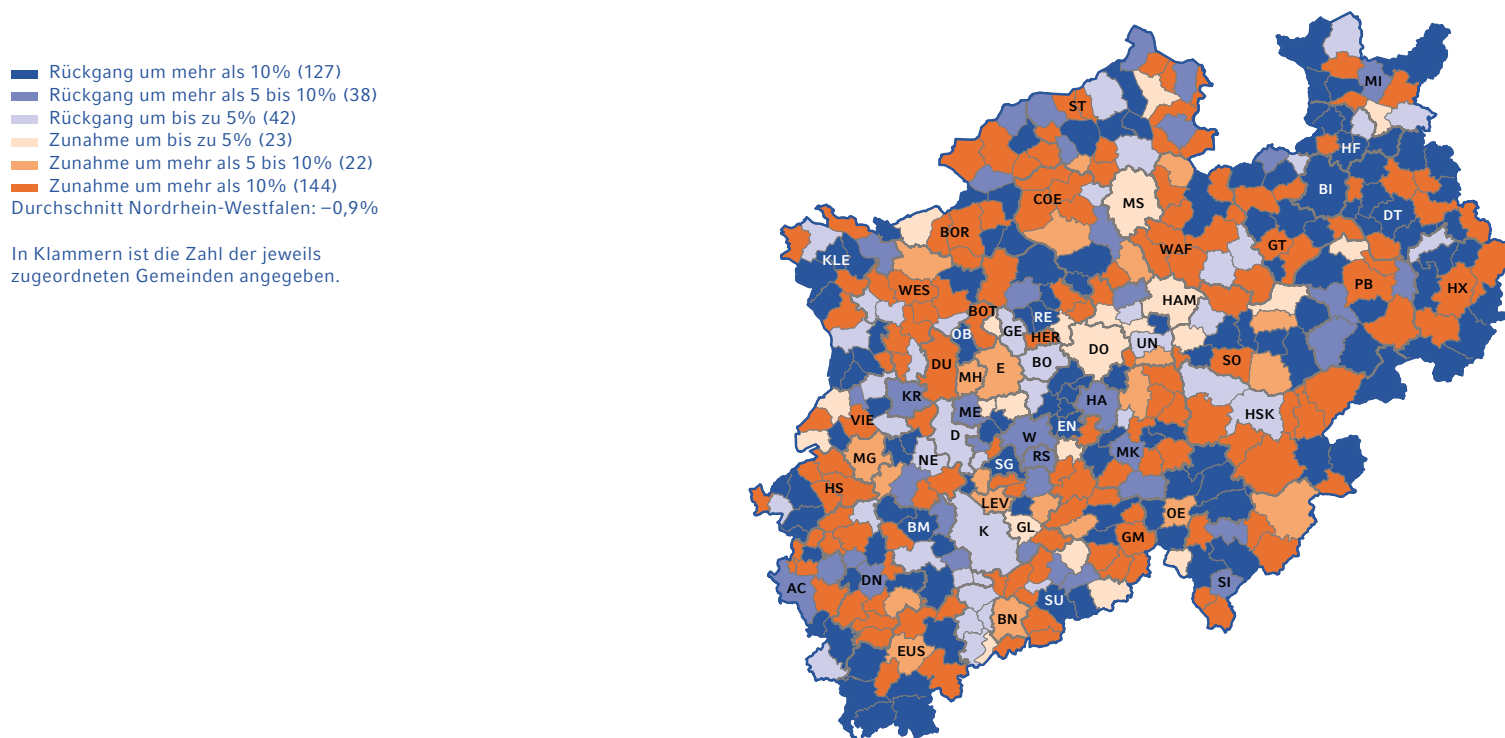 Rückgang um mehr als 10% (127)
Rückgang um mehr als 5 bis 10% (38)
Rückgang um bis zu 5% (42)
Zunahme um bis zu 5% (23)
Zunahme um mehr als 5 bis 10% (22)
Zunahme um mehr als 10% (144)
Durchschnitt Nordrhein-Westfalen: −0,9%
In Klammern ist die Zahl der jeweils
zugeordneten Gemeinden angegeben.
MI
ST
HF
BI
COE
MS
DT
BOR
WAF
GT
KLE
WES
PB
HX
HAM
BOT
RE
OB
GE
HER
DO
UN
BO
SO
DU
MH
E
KR
ME
HA
HSK
VIE
EN
D
W
MK
MG
NE
SG
RS
HS
LEV
OE
BM
K
GL
GM
AC
DN
SI
SU
BN
EUS